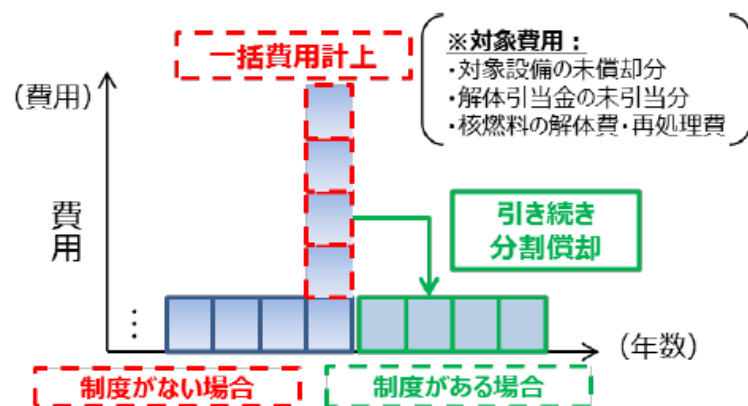 一括費用計上
※対象費用：
・対象設備の未償却分
・解体引当金の未引当分
・核燃料の解体費・再処理費
（費用）
費用
引き続き
分割償却
…
（年数）
制度がない場合
制度がある場合